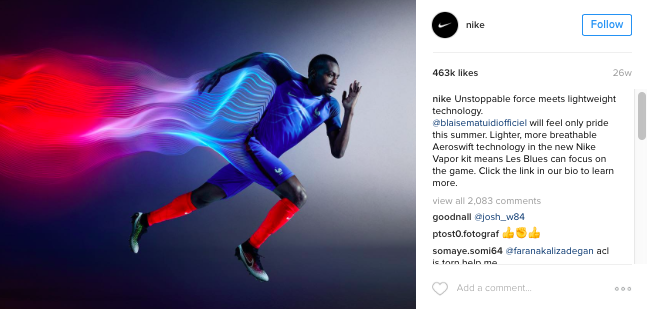 nike
Follow
463k likes
26w
nike Unstoppable force meets lightweight
technology.
@blaisematuidiofficiel will feel only pride
this summer. Lighter, more breathable
Aeroswift technology in the new Nike
Vapor kit means Les Blues can focus on
the game. Click the link in our bio to learn
more.
view all 2,083 comments
goodnall @josh_w84
ptost0.fotograf 👍✊👍
somaye.somi64 @faranakalizadegan acl
is torn help me
Add a comment...